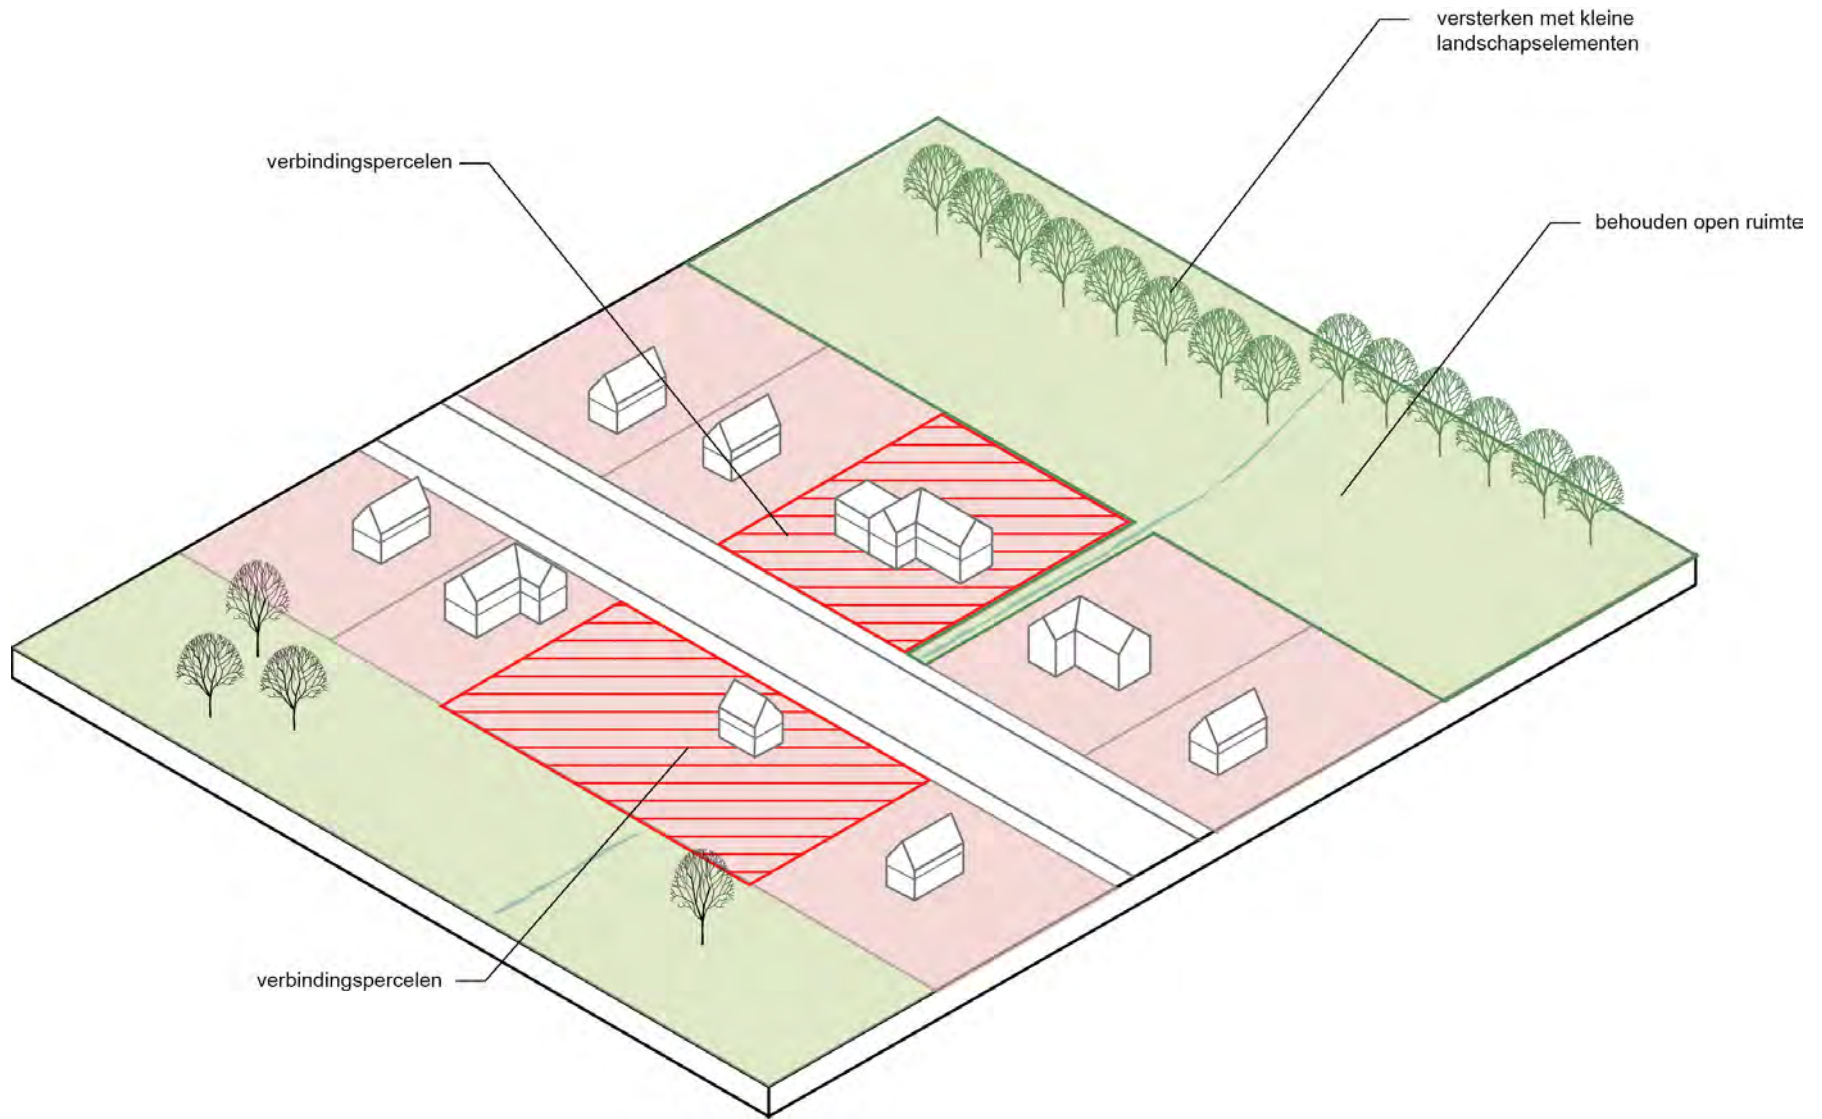 versterken met kleine
landschapselementen
verbindingspercelen
behouden open ruimte
verbindingspercelen